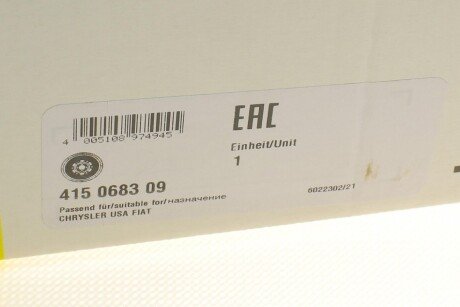 4 005108 974945
EAC
Einheit/Unit
1
415 0683 09
Passend für/suitable for/назначение
CHRYSLER USA FIAT
6022302/21